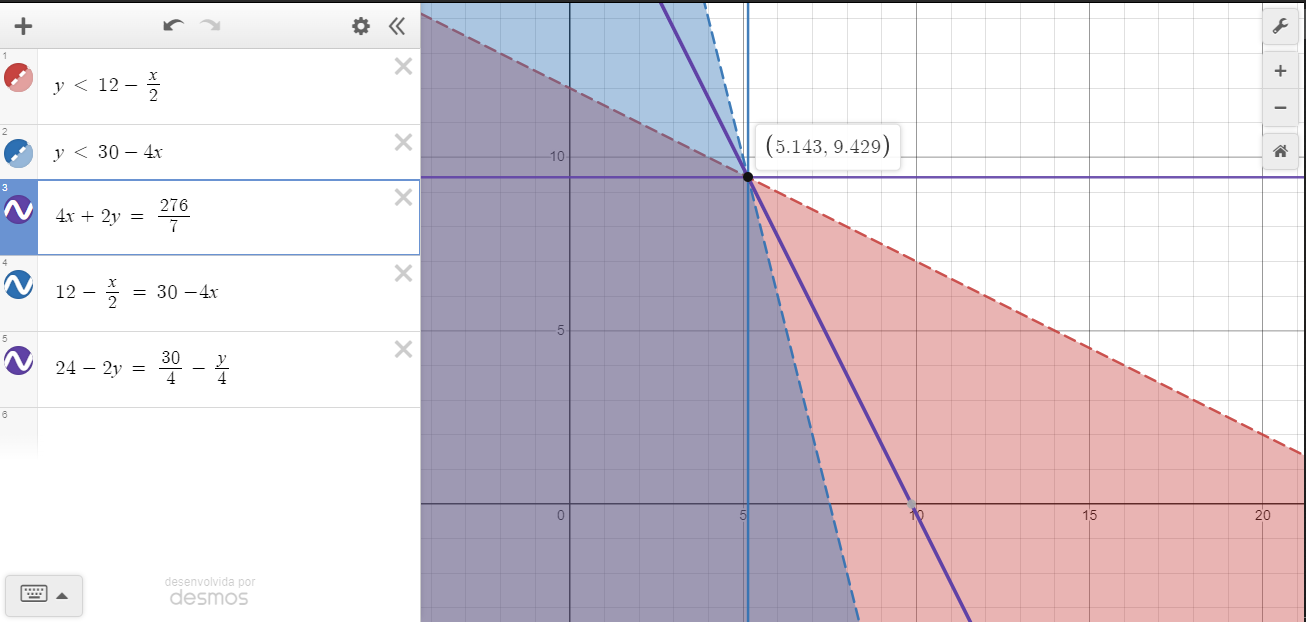 1
y < 12 − x/2
2
y < 30 − 4x
3
4x + 2y = 276/7
4
12 − x/2 = 30 − 4x
5
24 − 2y = 30/4 − y/4
6
desenvolvida por
desmos
(5.143, 9.429)
10
5
0 5 10 15 20